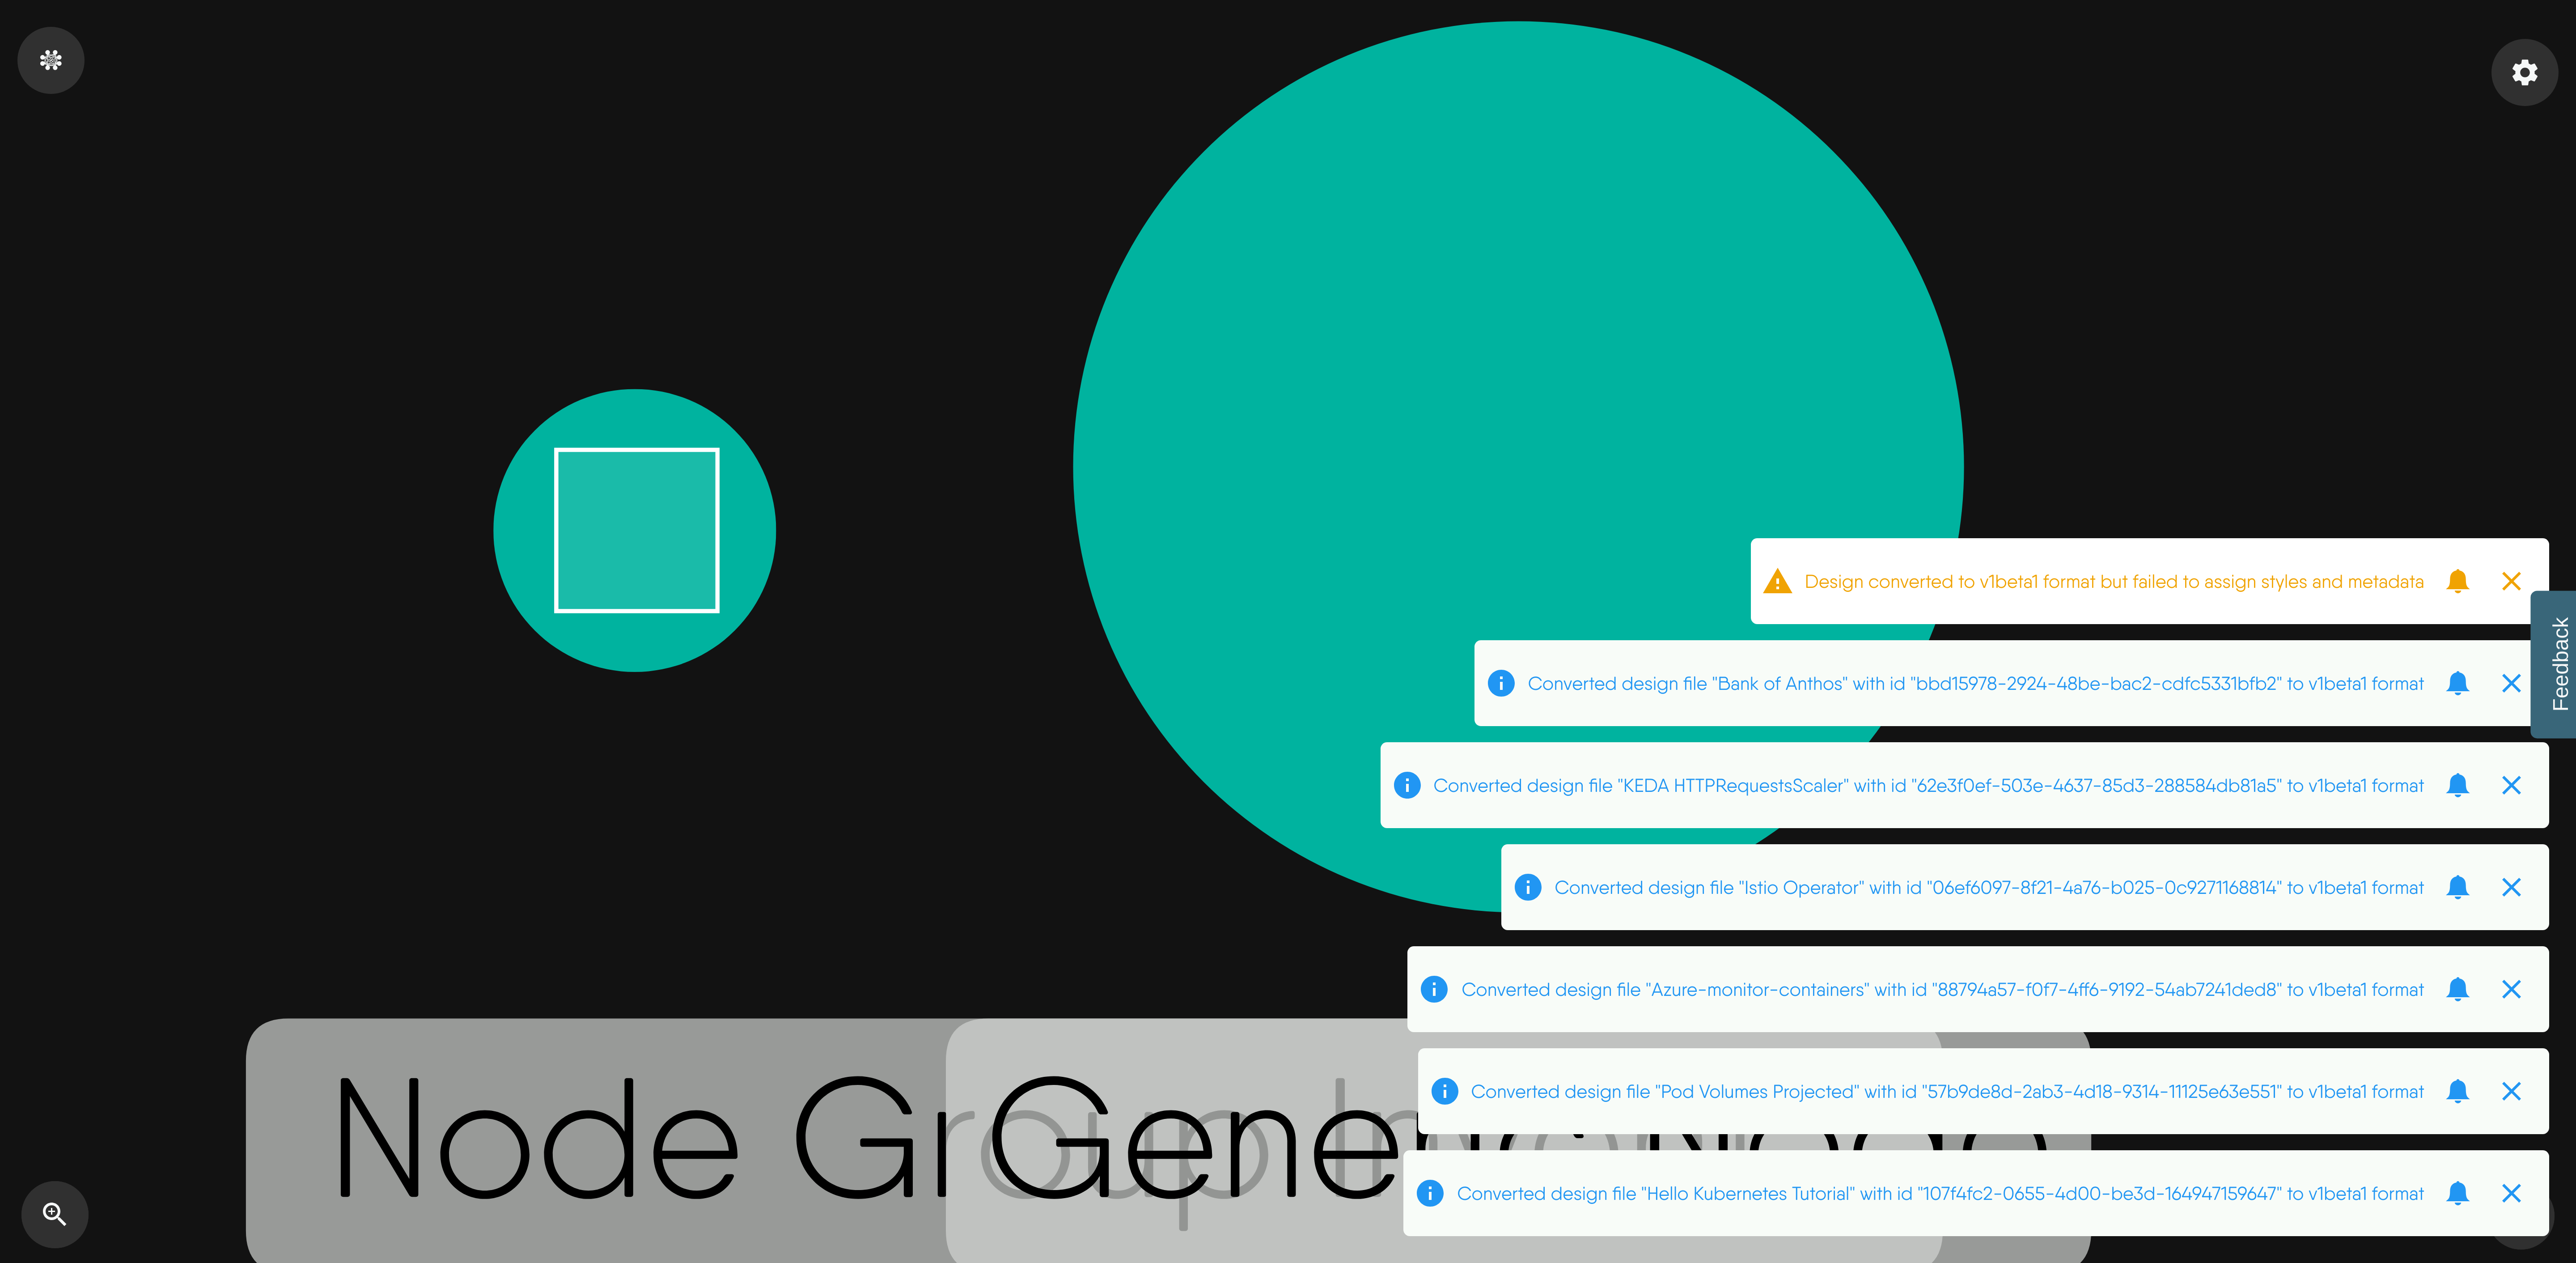 Design converted to v1beta1 format but failed to assign styles and metadata
Feedback
Converted design file "Bank of Anthos" with id "bbd15978-2924-48be-bac2-cdfc5331bfb2" to v1beta1 format
Converted design file "KEDA HTTPRequestsScaler" with id "62e3f0ef-503e-4637-85d3-288584db81a5" to v1beta1 format
Converted design file "Istio Operator" with id "06ef6097-8f21-4a76-b025-0c9271168814" to v1beta1 format
Converted design file "Azure-monitor-containers" with id "88794a57-f0f7-4ff6-9192-54ab7241ded8" to v1beta1 format
Converted design file "Pod Volumes Projected" with id "57b9de8d-2ab3-4d18-9314-11125e63e551" to v1beta1 format
Node Group
Generic Node
Converted design file "Hello Kubernetes Tutorial" with id "107f4fc2-0655-4d00-be3d-164947159647" to v1beta1 format